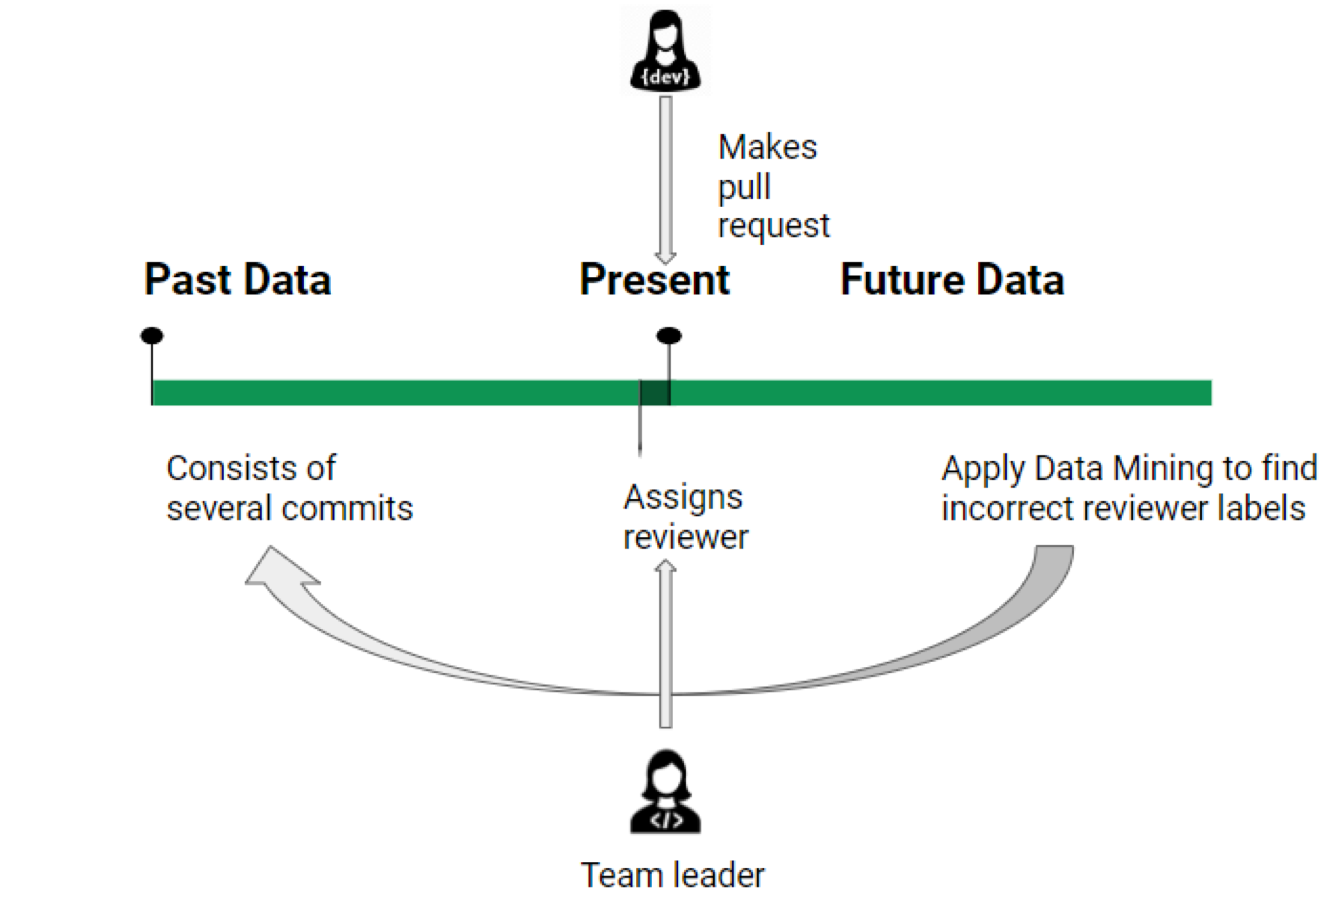 {dev}
Makes
pull
request
Past Data
Present
Future Data
Consists of
several commits
Assigns
reviewer
Apply Data Mining to find
incorrect reviewer labels
</>
Team leader